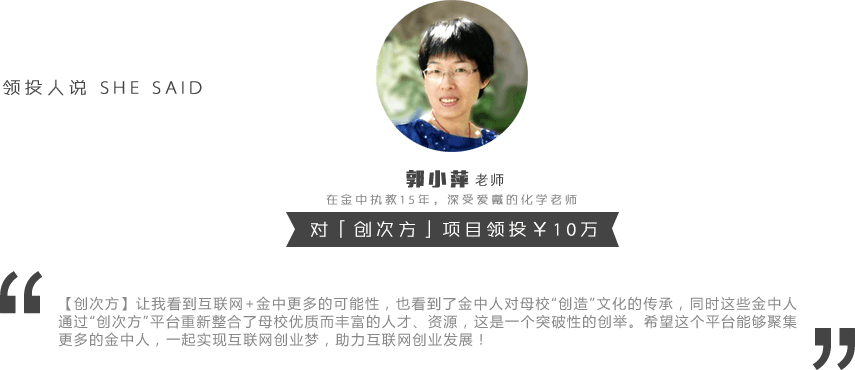 领投人说 SHE SAID
郭小萍 老师
在金中执教15年，深受爱戴的化学老师
对「创次方」项目领投￥10万
【创次方】让我看到互联网+金中更多的可能性，也看到了金中人对母校“创造”文化的传承，同时这些金中人
通过“创次方”平台重新整合了母校优质而丰富的人才、资源，这是一个突破性的创举。希望这个平台能够聚集
更多的金中人，一起实现互联网创业梦，助力互联网创业发展！